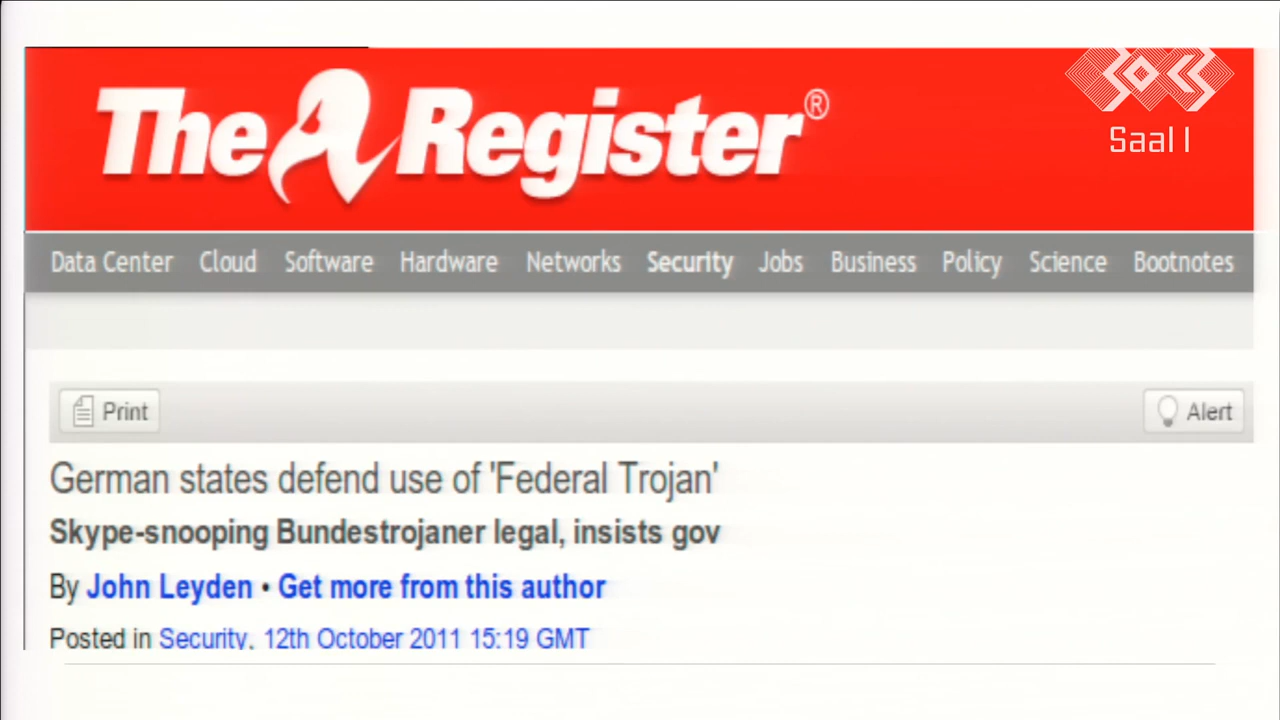 The Register®
Saal 1
Data Center Cloud Software Hardware Networks Security Jobs Business Policy Science Bootnotes
Print
Alert
German states defend use of 'Federal Trojan'
Skype-snooping Bundestrojaner legal, insists gov
By John Leyden • Get more from this author
Posted in Security, 12th October 2011 15:19 GMT